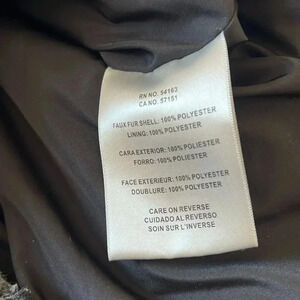 RN NO. 54163
CA NO. 57151
FAUX FUR SHELL: 100% POLYESTER
LINING: 100% POLYESTER
CARA EXTERIOR: 100% POLIESTER
FORRO: 100% POLIESTER
FACE EXTERIEUR: 100% POLYESTER
DOUBLURE: 100% POLYESTER
CARE ON REVERSE
CUIDADO AL REVERSO
SOIN SUR L'INVERSE